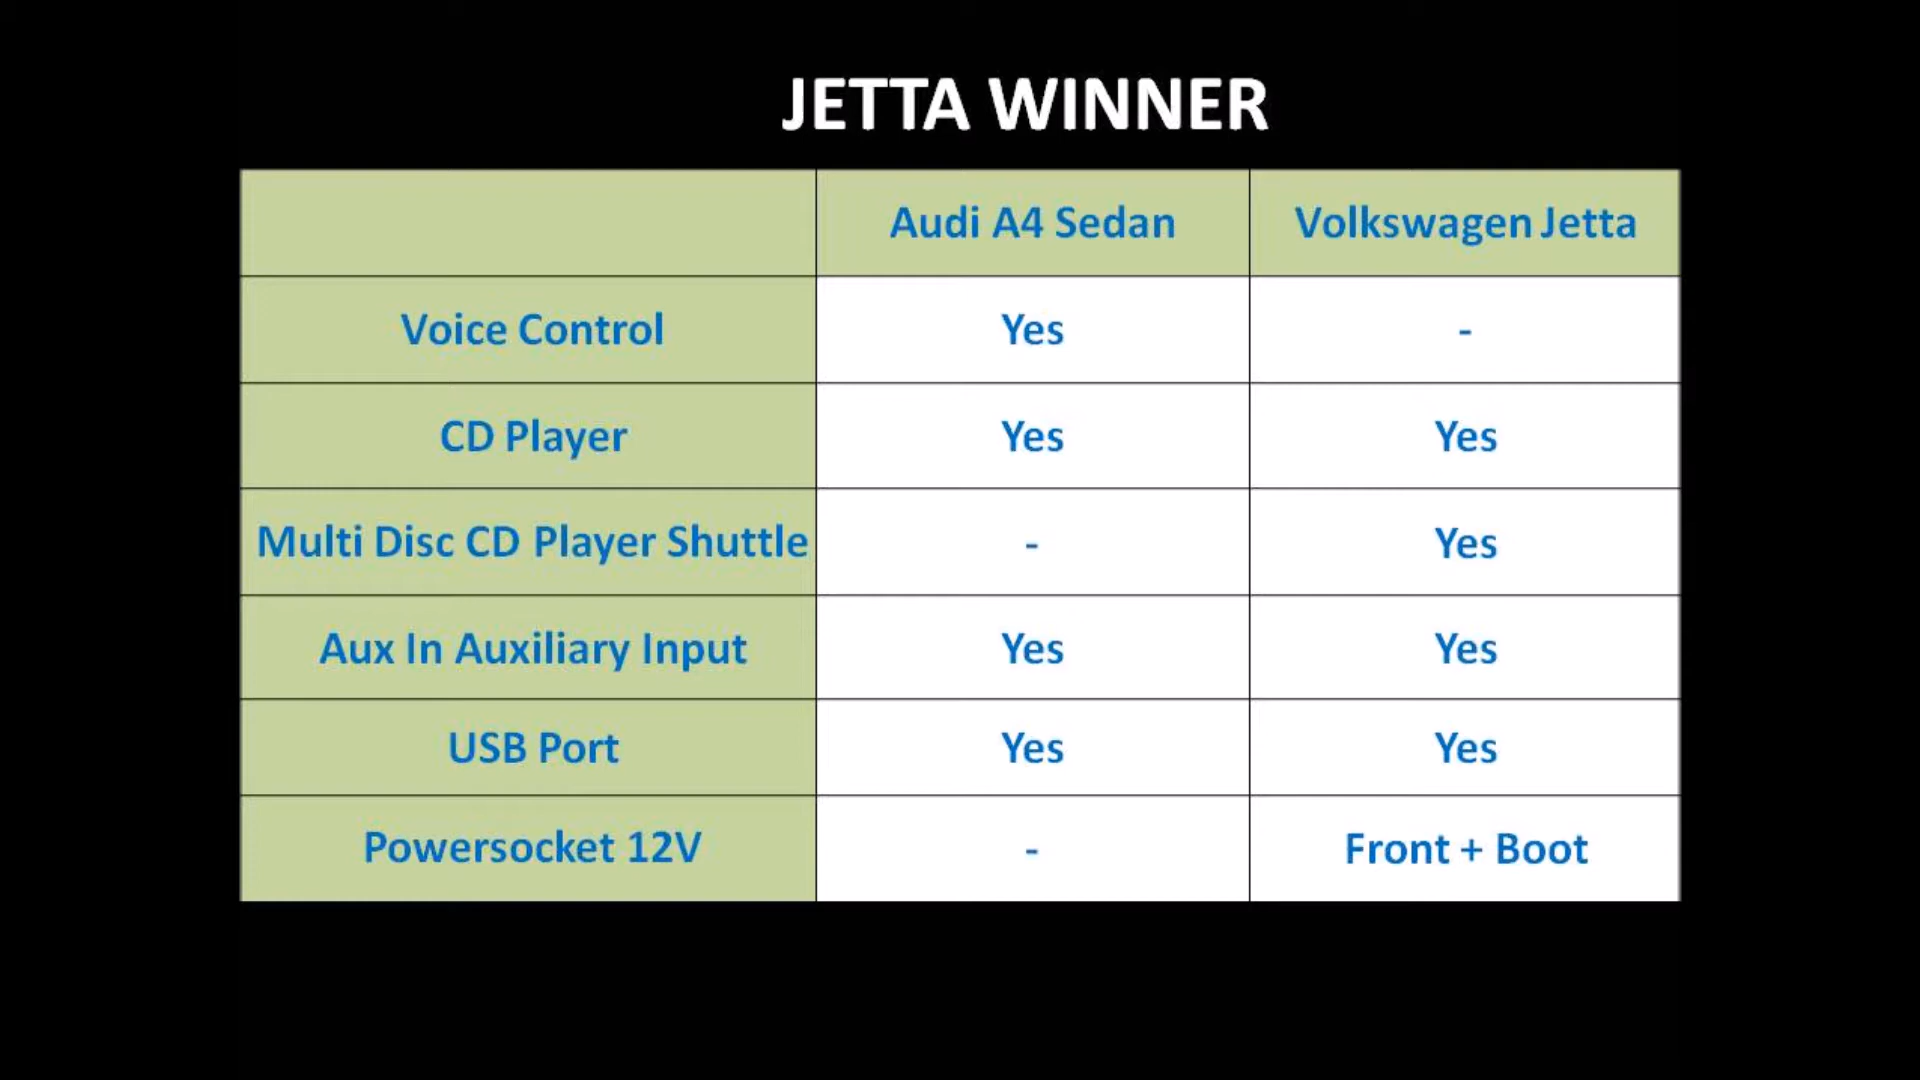 JETTA WINNER
Audi A4 Sedan Volkswagen Jetta
Voice Control Yes -
CD Player Yes Yes
Multi Disc CD Player Shuttle - Yes
Aux In Auxiliary Input Yes Yes
USB Port Yes Yes
Powersocket 12V - Front + Boot